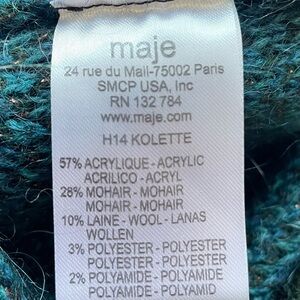 maje
24 rue du Mail-75002 Paris
SMCP USA, Inc
RN 132 784
www.maje.com
H14 KOLETTE
57% ACRYLIQUE - ACRYLIC
ACRILICO - ACRYL
28% MOHAIR - MOHAIR
MOHAIR - MOHAIR
10% LAINE - WOOL - LANAS
WOLLEN
3% POLYESTER - POLYESTER
POLYESTER - POLYESTER
2% POLYAMIDE - POLYAMIDE
POLYAMIDE - POLYAMID